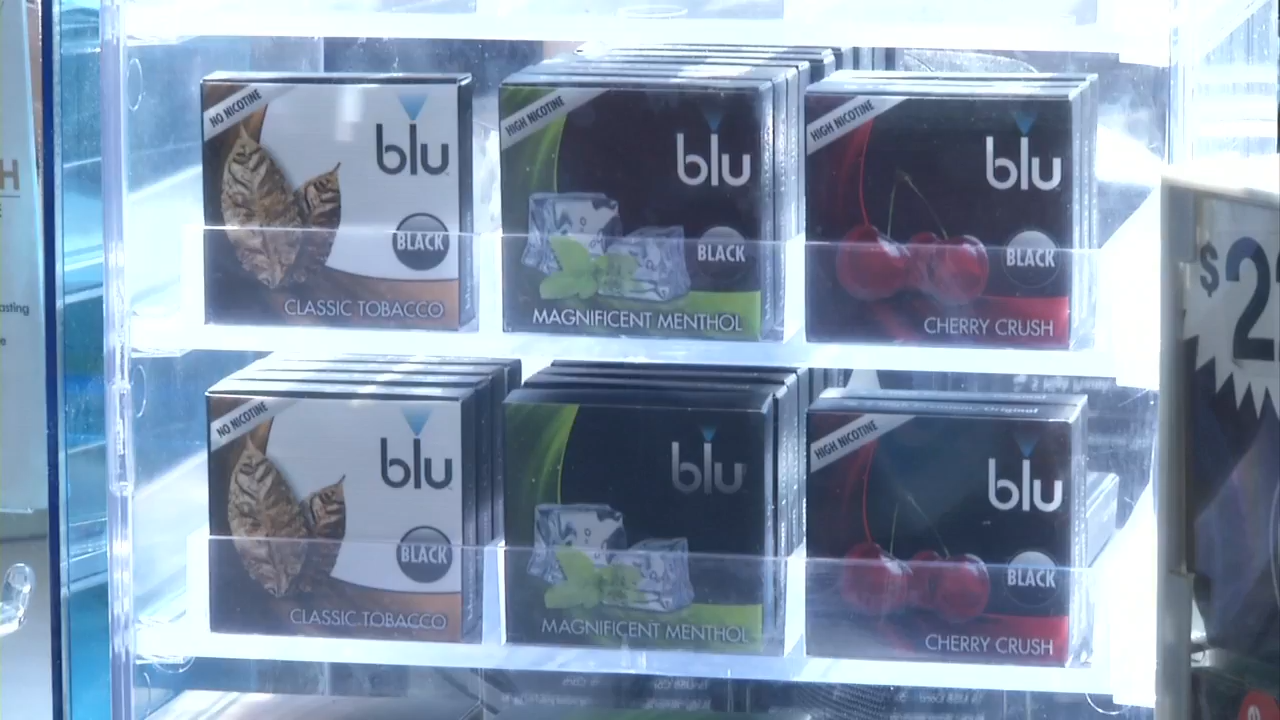 NO NICOTINE
blu
BLACK
CLASSIC TOBACCO
HIGH NICOTINE
blu
BLACK
MAGNIFICENT MENTHOL
HIGH NICOTINE
blu
BLACK
CHERRY CRUSH
NO NICOTINE
blu
BLACK
CLASSIC TOBACCO
blu
MAGNIFICENT MENTHOL
HIGH NICOTINE
blu
BLACK
CHERRY CRUSH
H
asting
e
$2